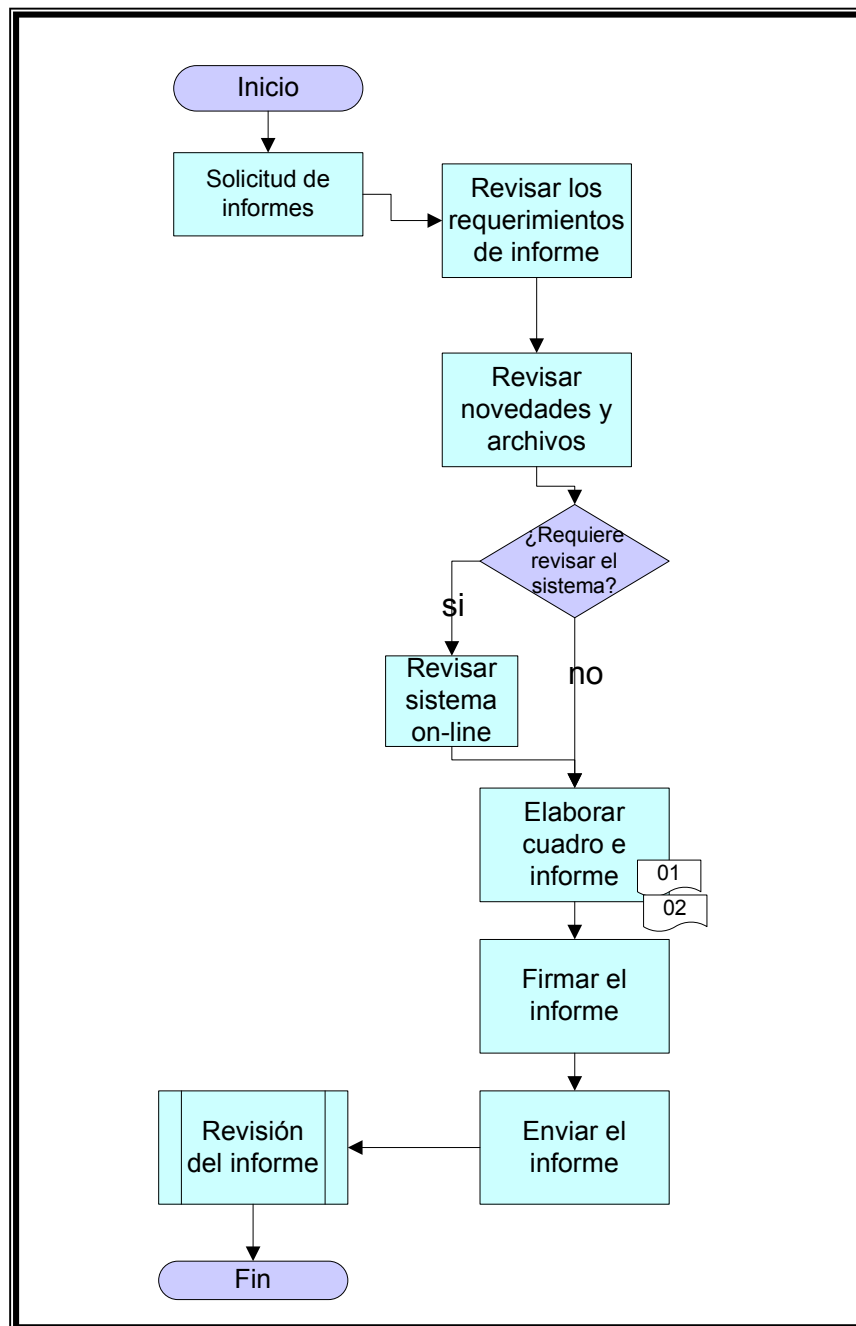 Inicio
Solicitud de
informes
Revisar los
requerimientos
de informe
Revisar
novedades y
archivos
¿Requiere
revisar el
sistema?
si
no
Revisar
sistema
on-line
Elaborar
cuadro e
informe
01
02
Firmar el
informe
Enviar el
informe
Revisión
del informe
Fin